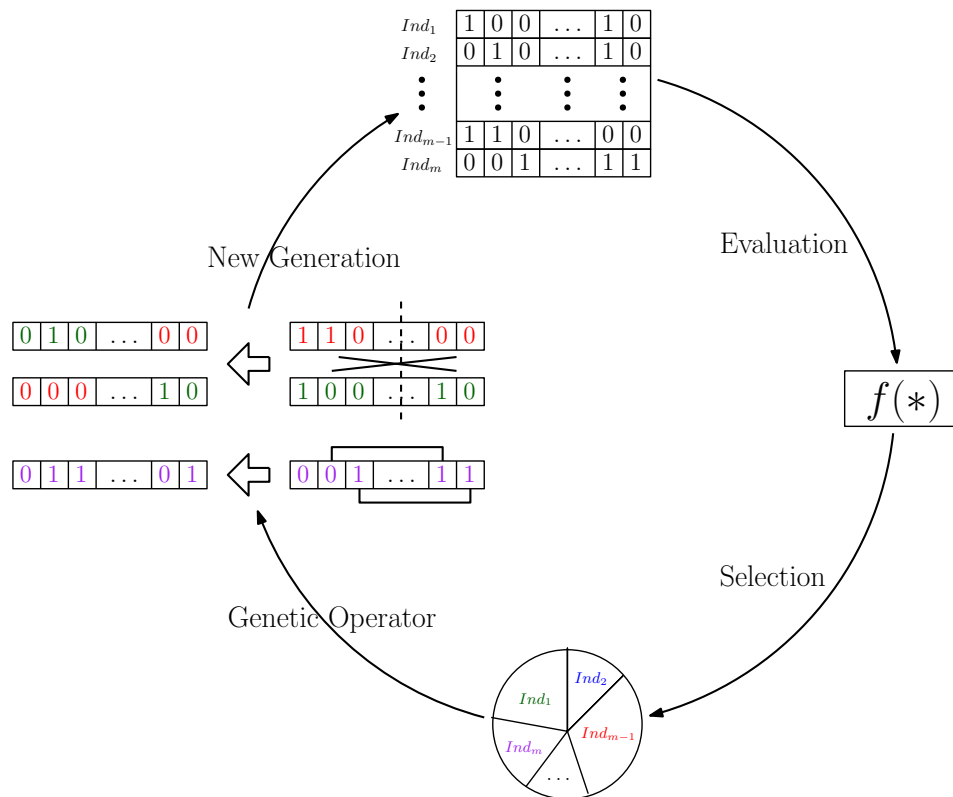 Ind₁ 1 0 0 ... 1 0
Ind₂ 0 1 0 ... 1 0
Indₘ₋₁ 1 1 0 ... 0 0
Indₘ 0 0 1 ... 1 1
Evaluation
New Generation
0 1 0 ... 0 0
1 1 0 ... 0 0
0 0 0 ... 1 0
1 0 0 ... 1 0
f(*)
0 1 1 ... 0 1
0 0 1 ... 1 1
Selection
Genetic Operator
Ind₂
Ind₁
Indₘ₋₁
Indₘ
...